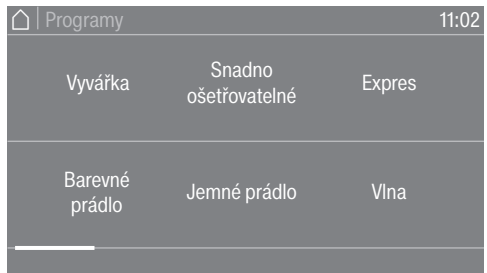 Programy 11:02
Vyvářka
Snadno
ošetřovatelné
Expres
Barevné
prádlo
Jemné prádlo
Vlna